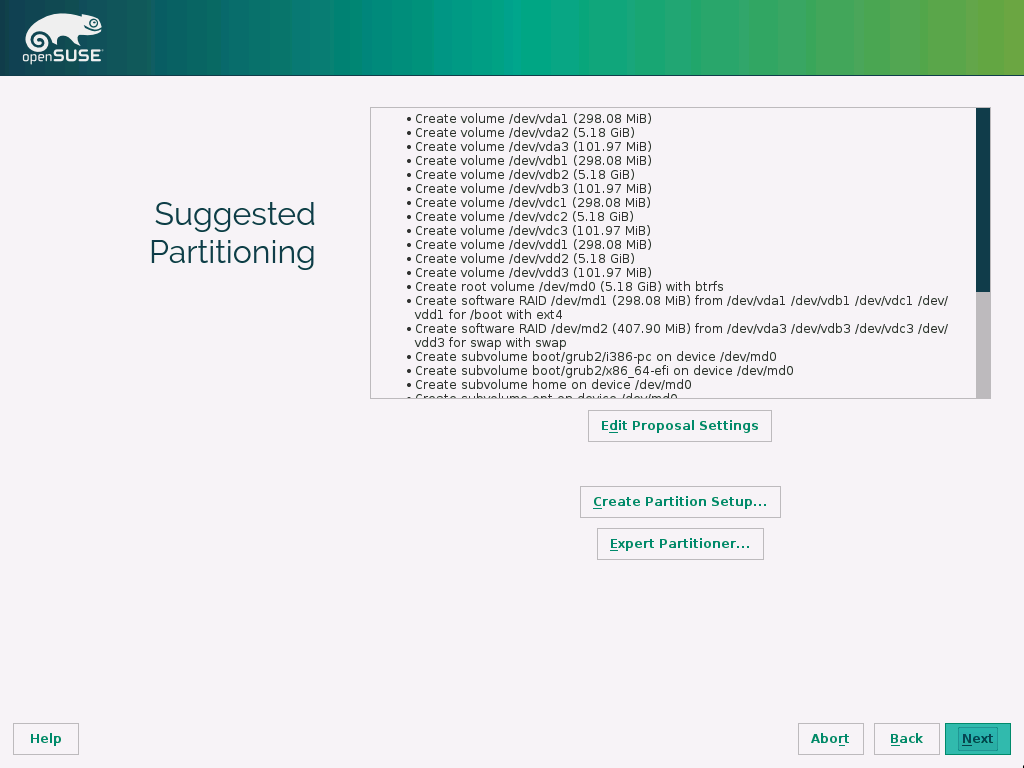 openSUSE
Suggested
Partitioning
• Create volume /dev/vda1 (298.08 MiB)
• Create volume /dev/vda2 (5.18 GiB)
• Create volume /dev/vda3 (101.97 MiB)
• Create volume /dev/vdb1 (298.08 MiB)
• Create volume /dev/vdb2 (5.18 GiB)
• Create volume /dev/vdb3 (101.97 MiB)
• Create volume /dev/vdc1 (298.08 MiB)
• Create volume /dev/vdc2 (5.18 GiB)
• Create volume /dev/vdc3 (101.97 MiB)
• Create volume /dev/vdd1 (298.08 MiB)
• Create volume /dev/vdd2 (5.18 GiB)
• Create volume /dev/vdd3 (101.97 MiB)
• Create root volume /dev/md0 (5.18 GiB) with btrfs
• Create software RAID /dev/md1 (298.08 MiB) from /dev/vda1 /dev/vdb1 /dev/vdc1 /dev/
vdd1 for /boot with ext4
• Create software RAID /dev/md2 (407.90 MiB) from /dev/vda3 /dev/vdb3 /dev/vdc3 /dev/
vdd3 for swap with swap
• Create subvolume boot/grub2/i386-pc on device /dev/md0
• Create subvolume boot/grub2/x86_64-efi on device /dev/md0
• Create subvolume home on device /dev/md0
• Create subvolume opt on device /dev/md0
Edit Proposal Settings
Create Partition Setup...
Expert Partitioner...
Help
Abort
Back
Next